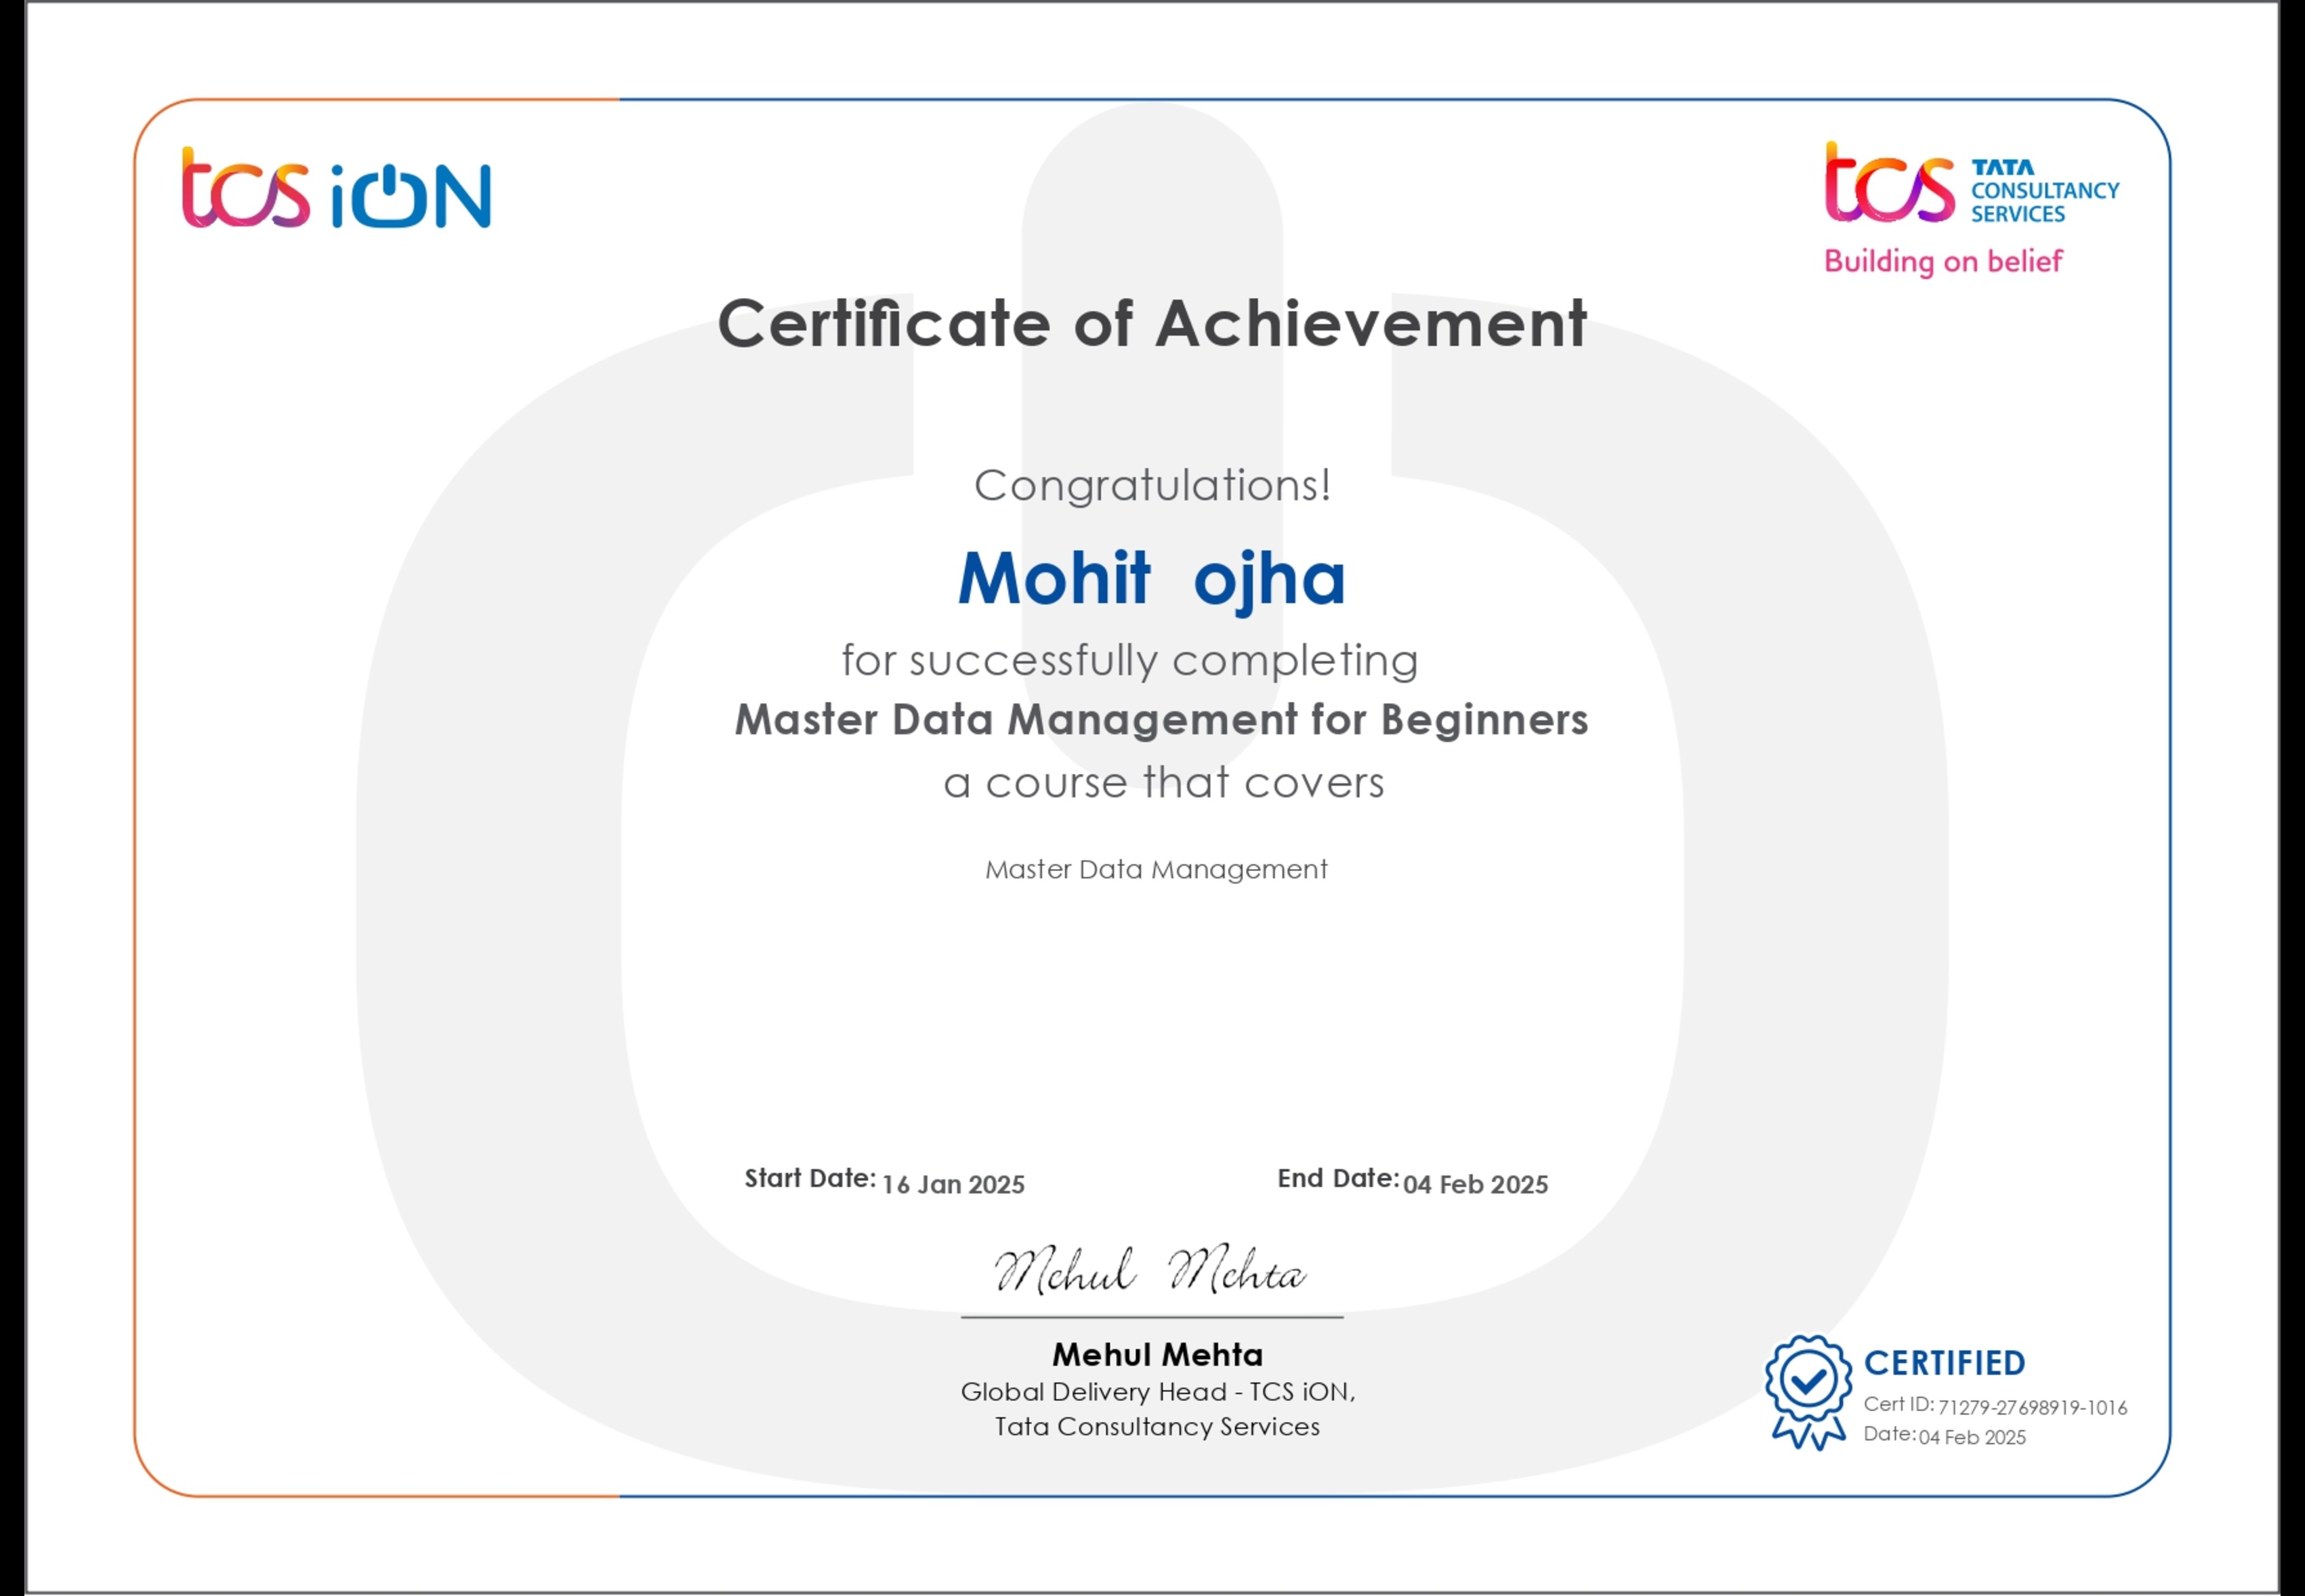 tcs iON
tcs TATA
CONSULTANCY
SERVICES
Building on belief
Certificate of Achievement
Congratulations!
Mohit ojha
for successfully completing
Master Data Management for Beginners
a course that covers
Master Data Management
Start Date: 16 Jan 2025
End Date: 04 Feb 2025
Mehul Mehta
Mehul Mehta
Global Delivery Head - TCS iON,
Tata Consultancy Services
CERTIFIED
Cert ID: 71279-27698919-1016
Date: 04 Feb 2025